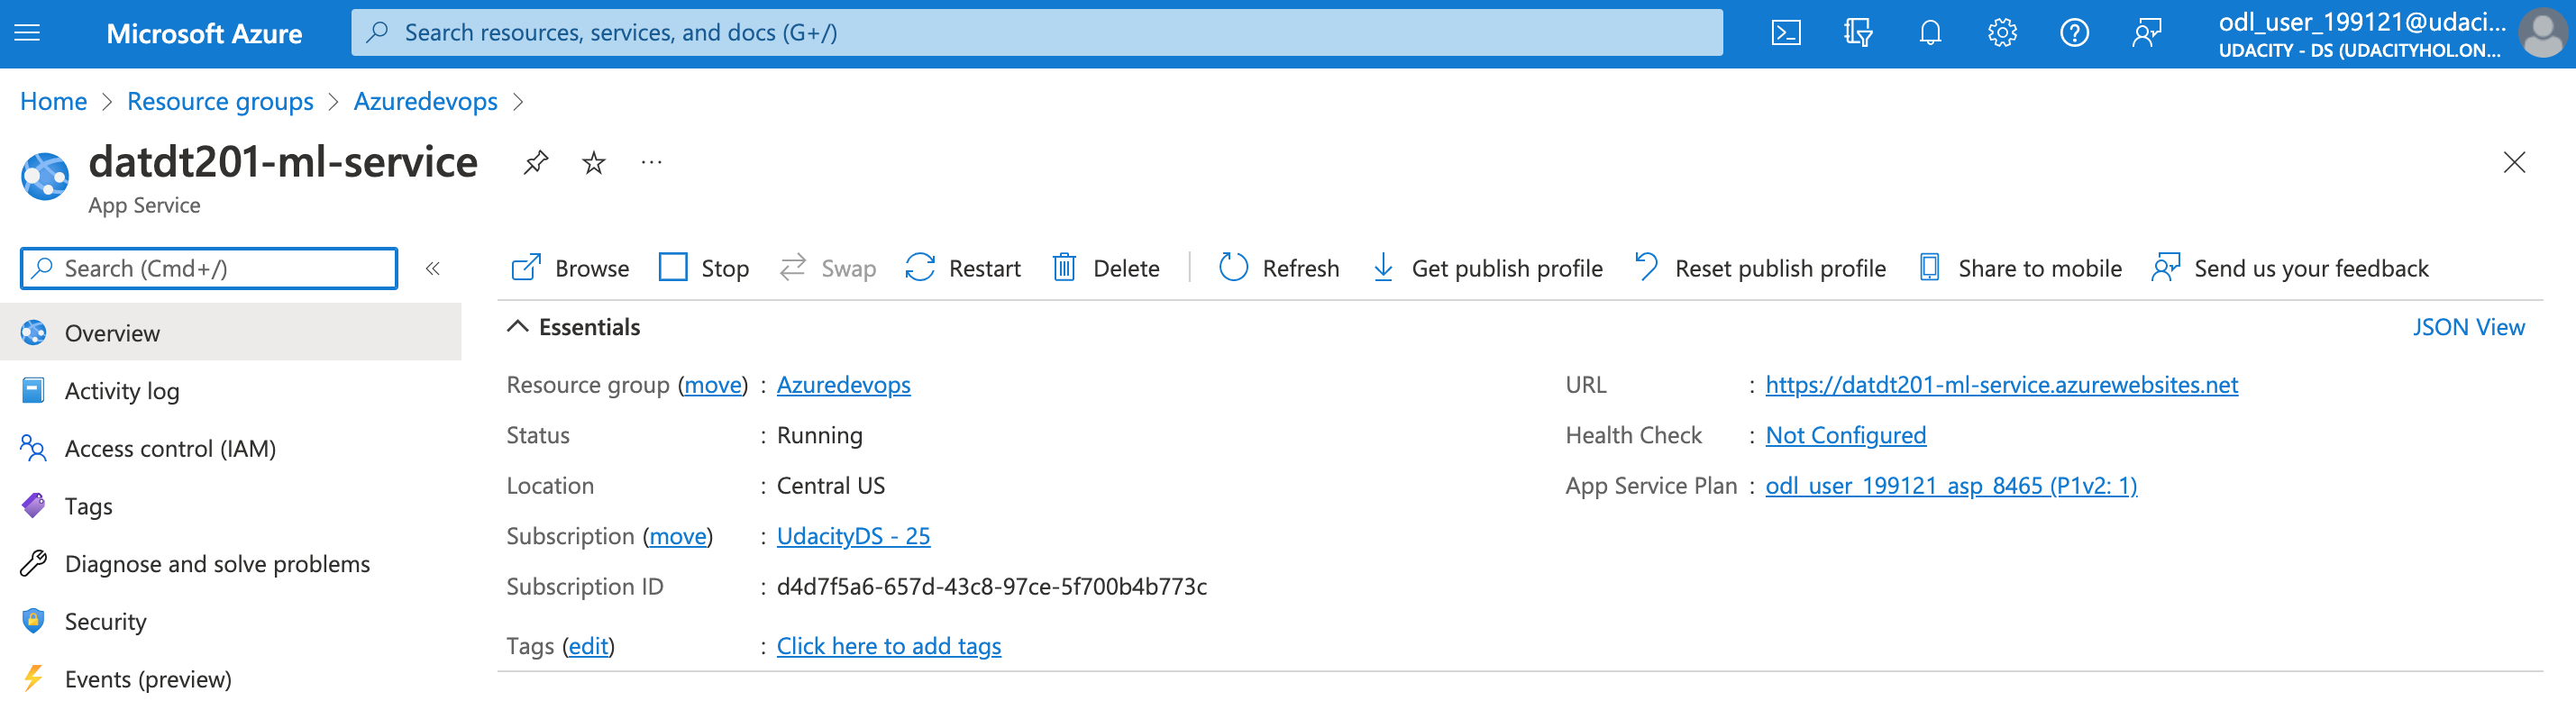 Microsoft Azure
Search resources, services, and docs (G+/)
odl_user_199121@udaci...
UDACITY - DS (UDACITYHOL.ON...
Home > Resource groups > Azuredevops >
datdt201-ml-service
App Service
Search (Cmd+/)
Browse Stop Swap Restart Delete Refresh Get publish profile Reset publish profile Share to mobile Send us your feedback
Overview
Activity log
Access control (IAM)
Tags
Diagnose and solve problems
Security
Events (preview)
Essentials
JSON View
Resource group (move) : Azuredevops
Status : Running
Location : Central US
Subscription (move) : UdacityDS - 25
Subscription ID : d4d7f5a6-657d-43c8-97ce-5f700b4b773c
Tags (edit) : Click here to add tags
URL : https://datdt201-ml-service.azurewebsites.net
Health Check : Not Configured
App Service Plan : odl_user_199121_asp_8465 (P1v2: 1)